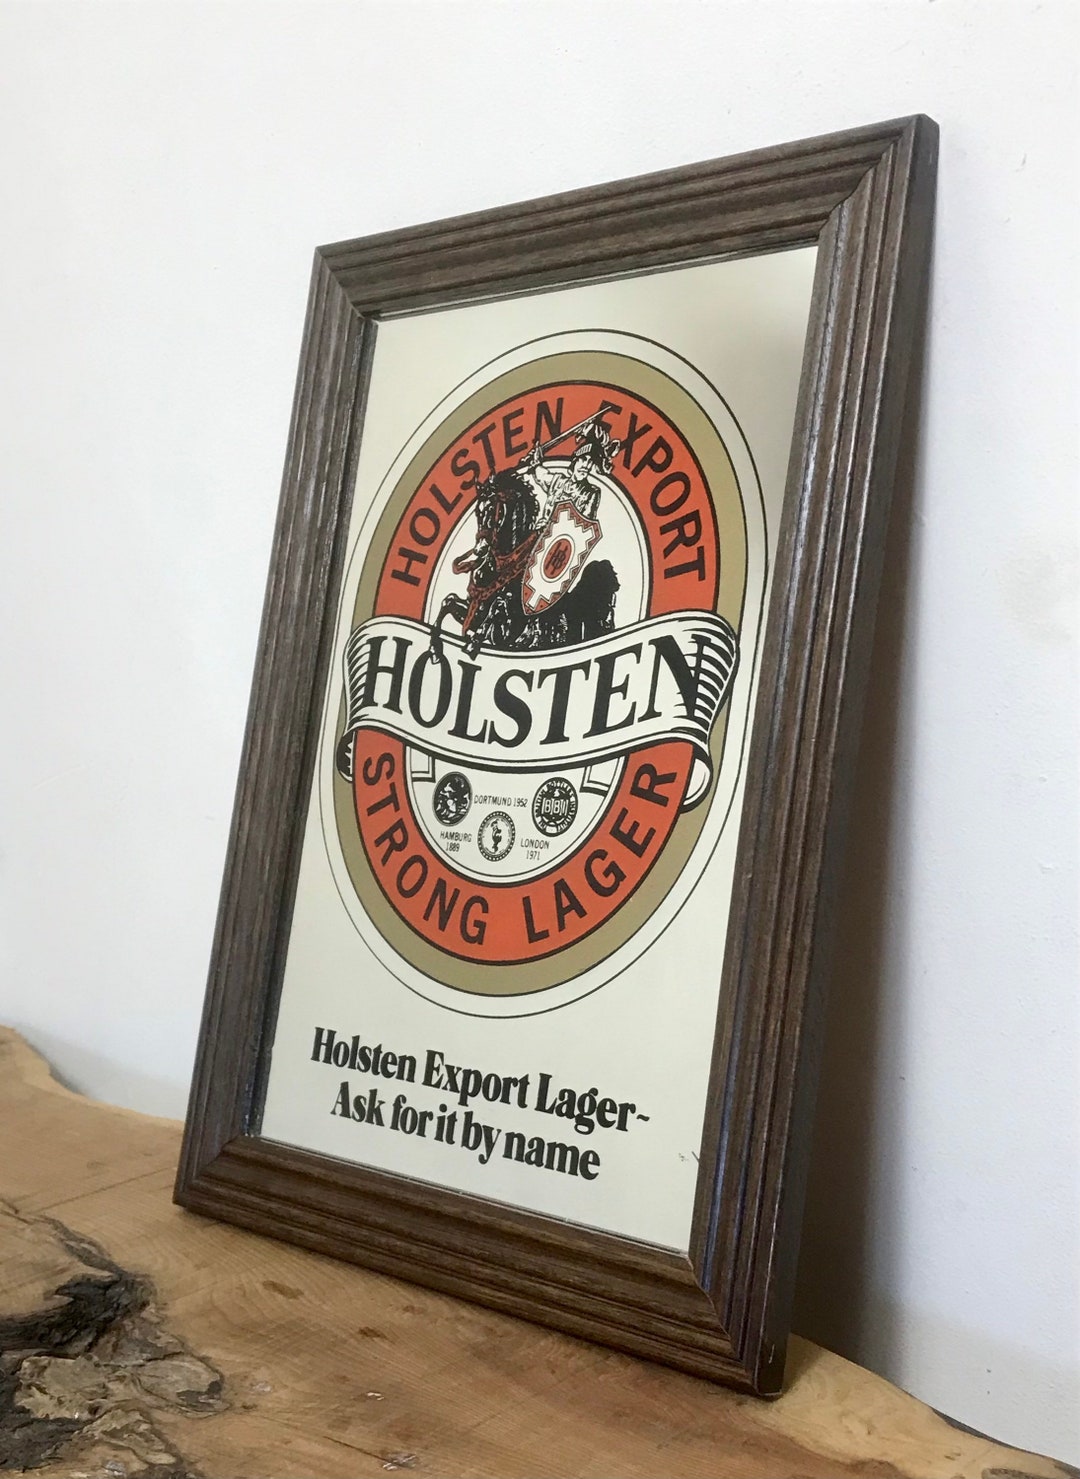 HOLSTEN EXPORT
HOLSTEN
DORTMUND 1952
HAMBURG
1889
LONDON
1971
STRONG LAGER
Holsten Export Lager~
Ask for it by name